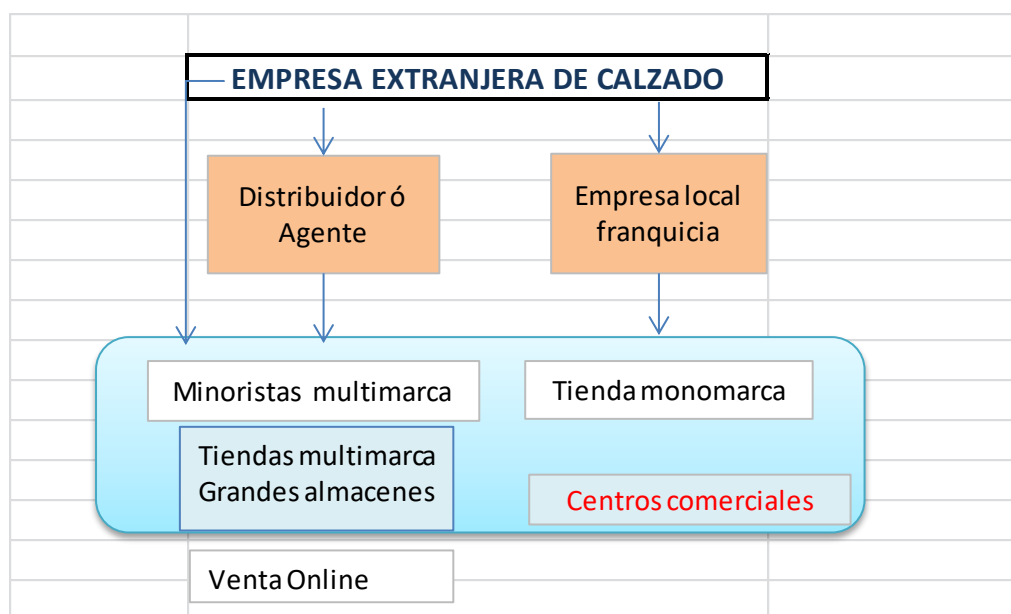 EMPRESA EXTRANJERA DE CALZADO
Distribuidor ó
Agente
Empresa local
franquicia
Minoristas multimarca
Tienda monomarca
Tiendas multimarca
Grandes almacenes
Centros comerciales
Venta Online